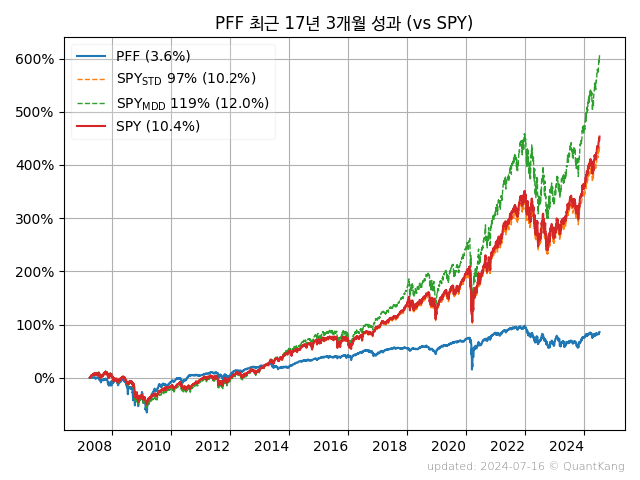 PFF 최근 17년 3개월 성과 (vs SPY)
PFF (3.6%)
SPY_STD 97% (10.2%)
SPY_MDD 119% (12.0%)
SPY (10.4%)
600%
500%
400%
300%
200%
100%
0%
2008 2010 2012 2014 2016 2018 2020 2022 2024
updated: 2024-07-16 © QuantKang